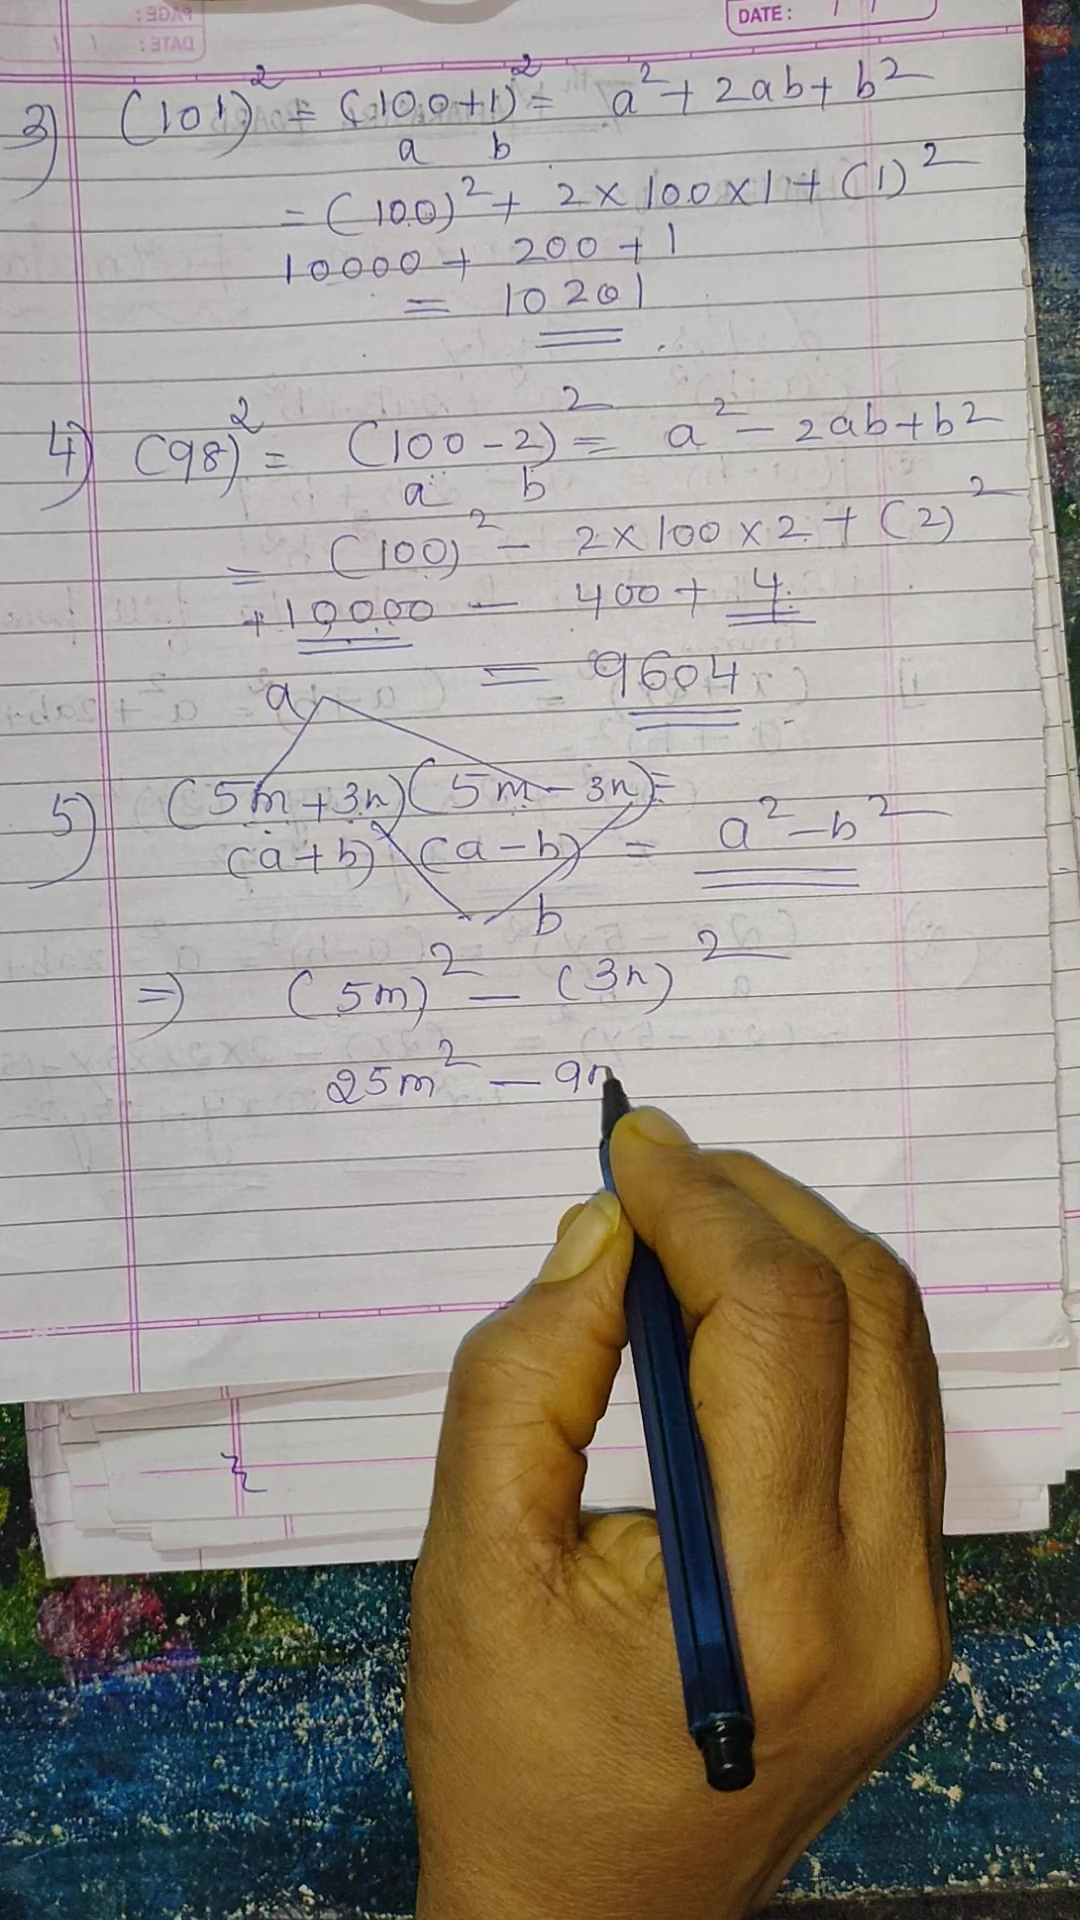 DATE: / /
3) (101)² = (100+1)² = a² + 2ab + b²
a b
= (100)² + 2 × 100 × 1 + (1)²
10000 + 200 + 1
= 10201
4) (98)² = (100 - 2)² = a² - 2ab + b²
a b
= (100)² - 2 × 100 × 2 + (2)²
+10000 - 400 + 4
= 9604
a
5) (5m + 3n) (5m - 3n) =
(a + b) (a - b) = a² - b²
b
⇒ (5m)² - (3n)²
25m² - 9n